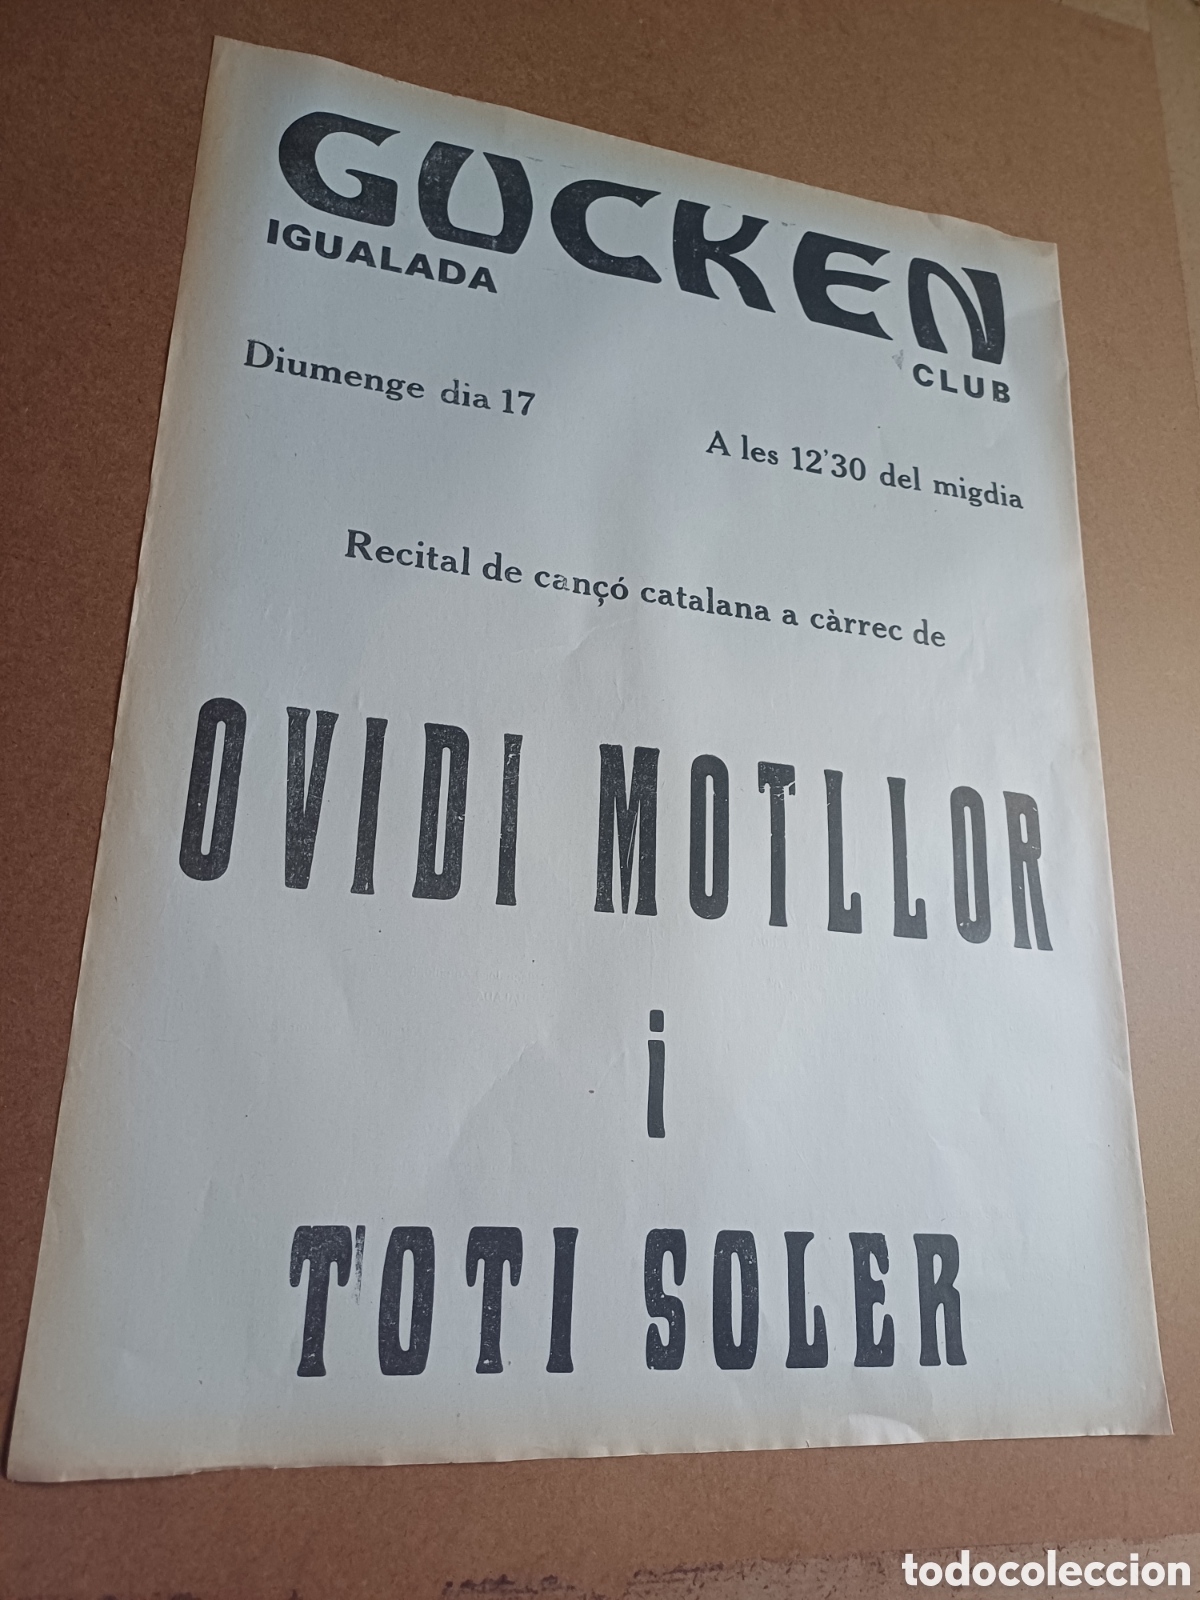 GUCKEN
IGUALADA
CLUB
Diumenge dia 17
A les 12'30 del migdia
Recital de cançó catalana a càrrec de
OVIDI MOTLLOR
i
TOTI SOLER
todocoleccion